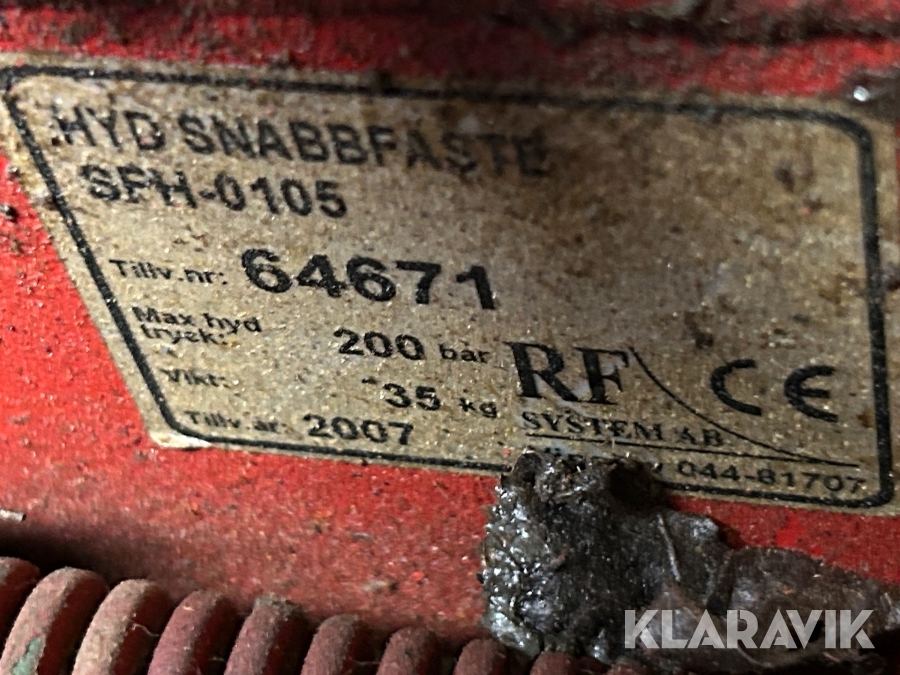 HYD SNABBFÄSTE
SFH-0105
Tillv.nr: 64671
Max hyd
tryck: 200 bar
Vikt: 35 kg
Tillv.år: 2007
RF
SYSTEM AB
CE
044-81707
KLARAVIK